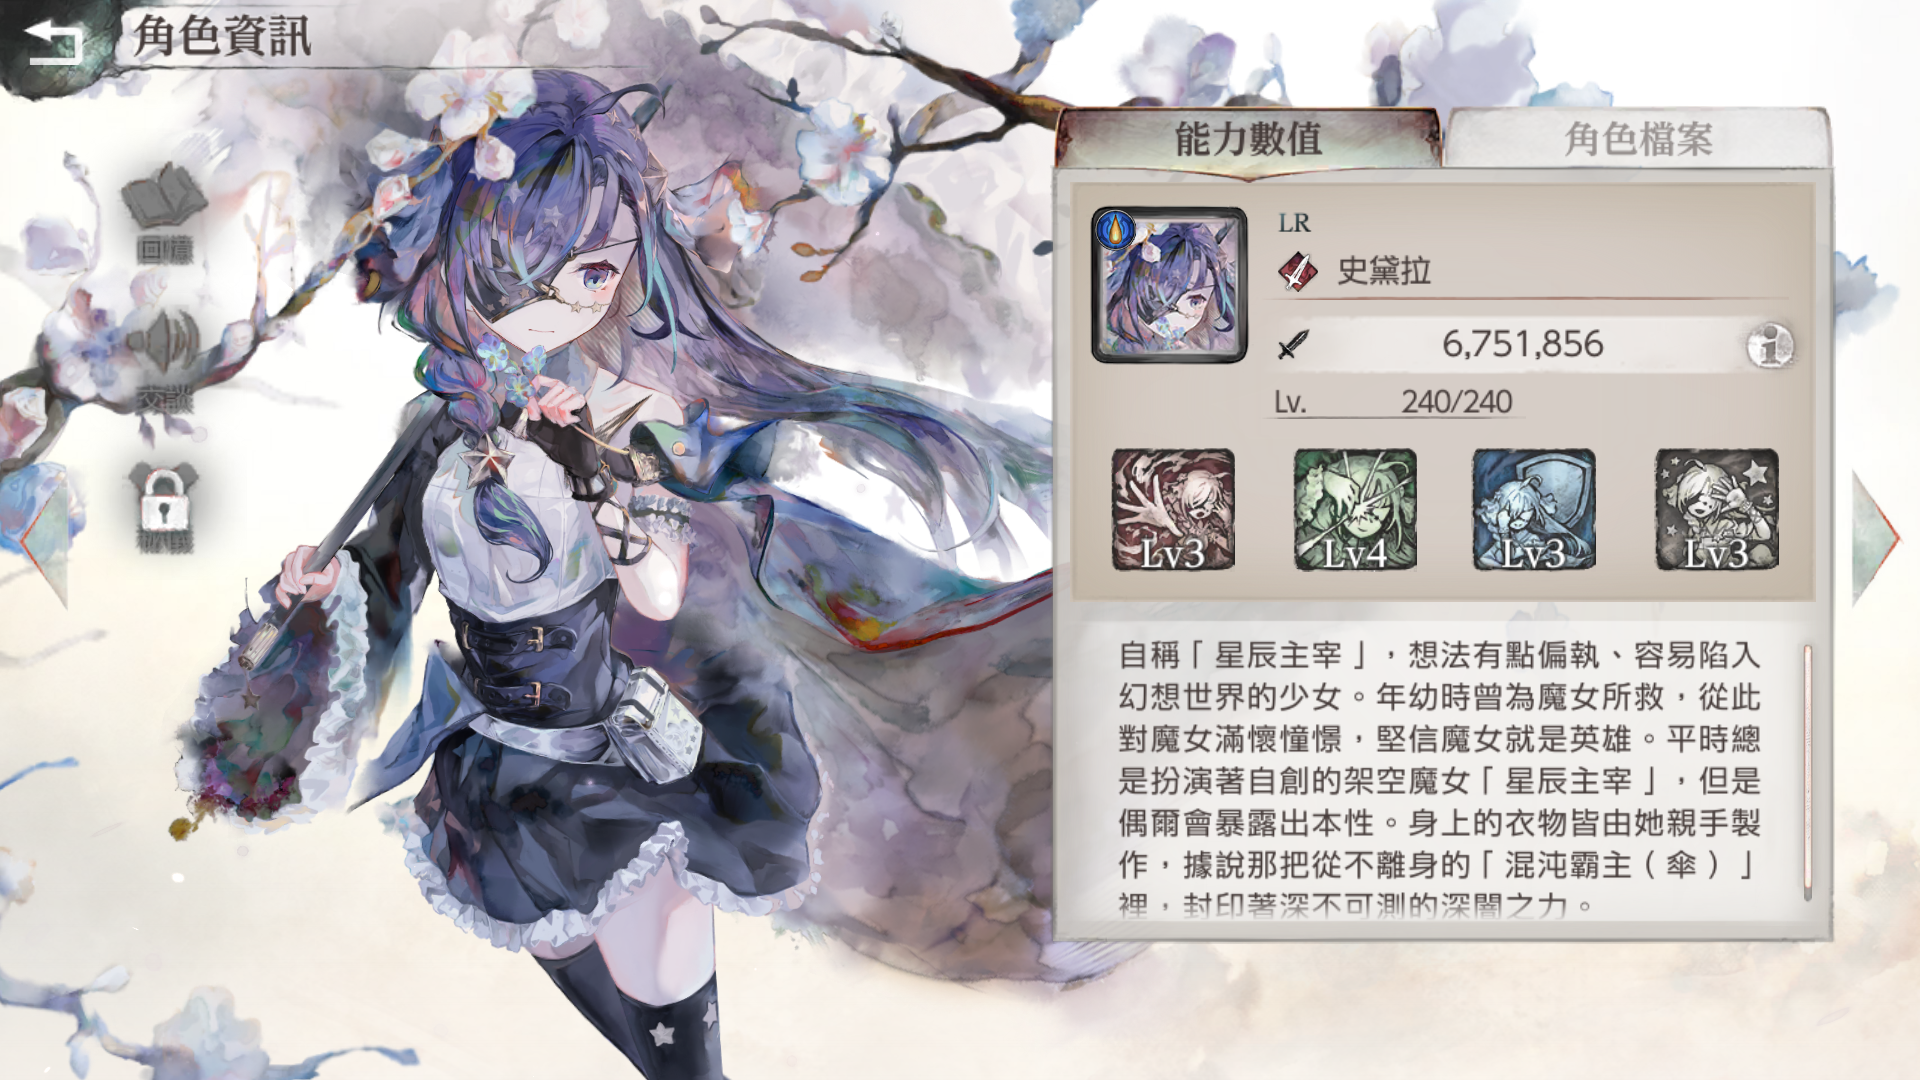 角色資訊
回憶
交談
能力數值
角色檔案
LR
史黛拉
6,751,856
Lv. 240/240
Lv3
Lv4
Lv3
Lv3
自稱「星辰主宰」,想法有點偏執、容易陷入
幻想世界的少女。年幼時曾為魔女所救,從此
對魔女滿懷憧憬,堅信魔女就是英雄。平時總
是扮演著自創的架空魔女「星辰主宰」,但是
偶爾會暴露出本性。身上的衣物皆由她親手製
作,據說那把從不離身的「混沌霸主(傘)」
裡,封印著深不可測的深闇之力。